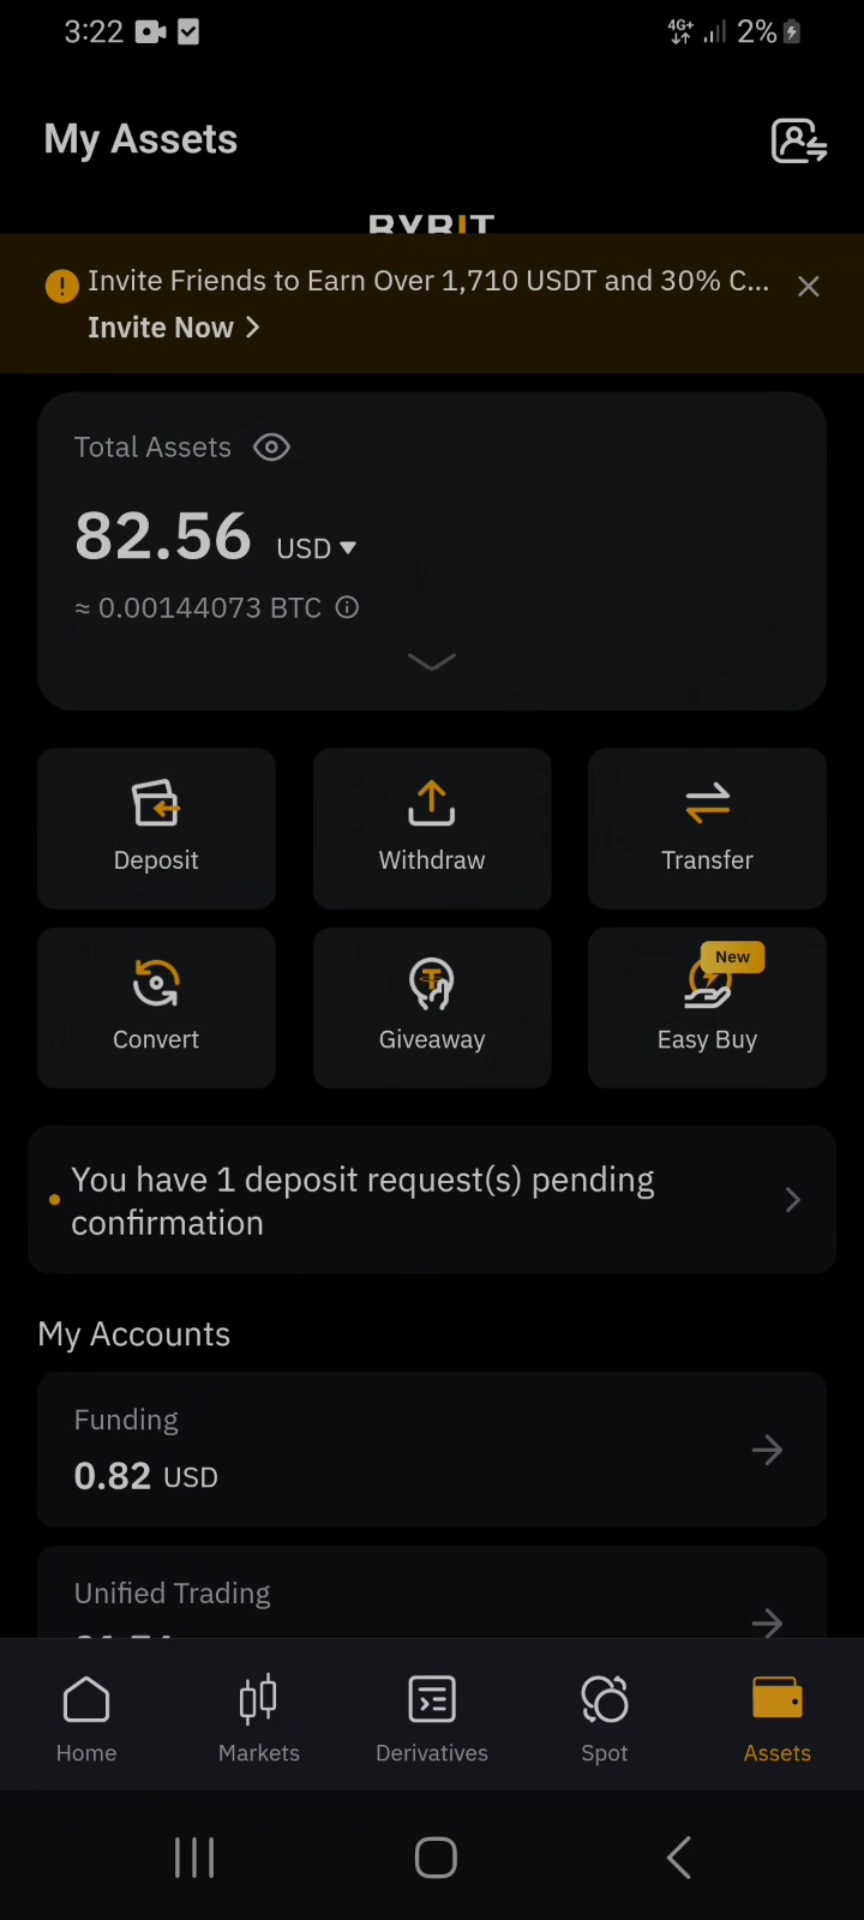 3:22
4G+ 2%
My Assets
BYBIT
Invite Friends to Earn Over 1,710 USDT and 30% C...
Invite Now
Total Assets
82.56 USD
≈ 0.00144073 BTC
Deposit
Withdraw
Transfer
New
Convert
Giveaway
Easy Buy
You have 1 deposit request(s) pending
confirmation
My Accounts
Funding
0.82 USD
Unified Trading
Home
Markets
Derivatives
Spot
Assets